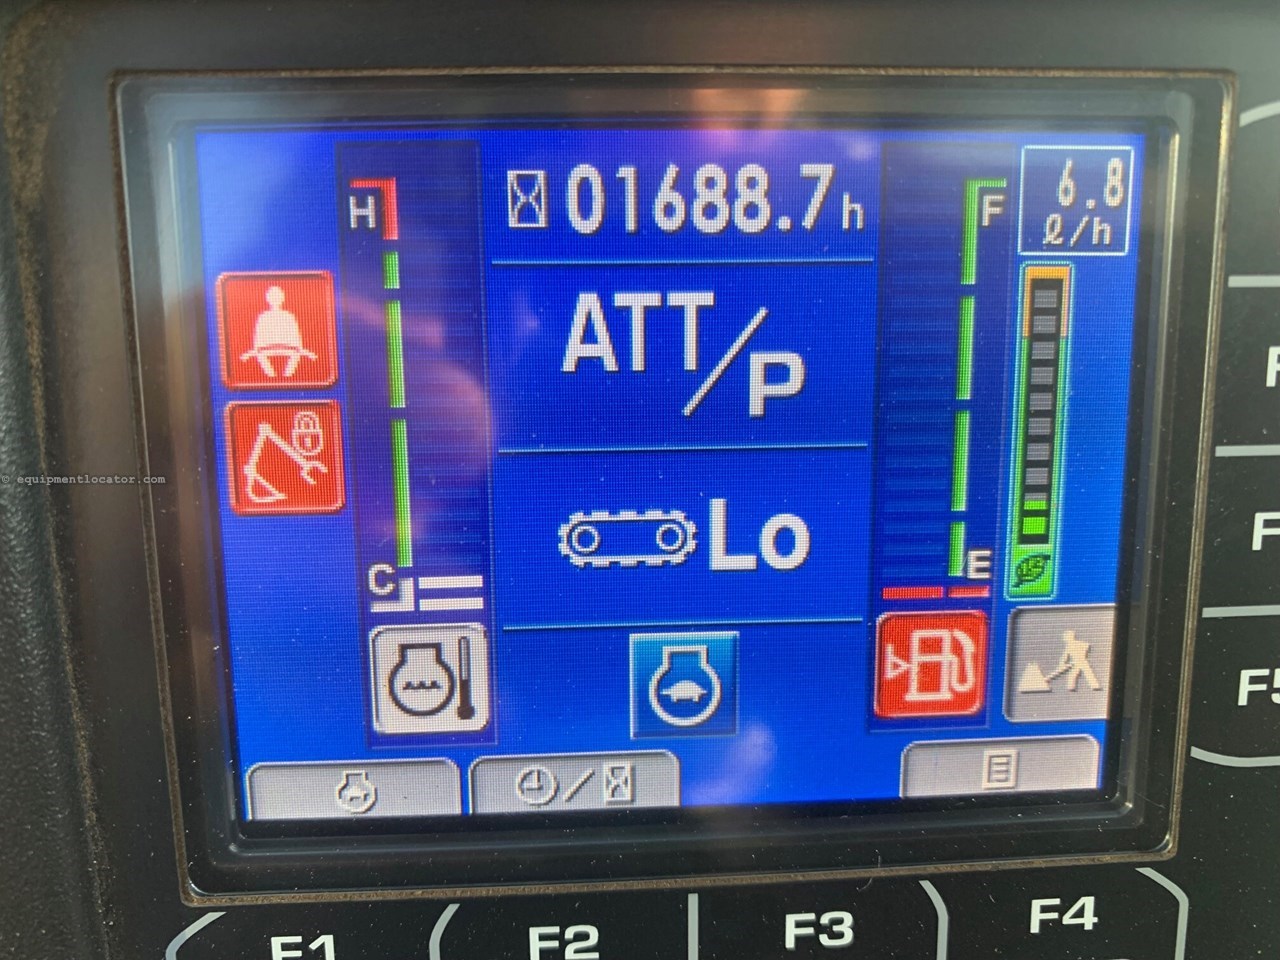 01688.7h
6.8
ℓ/h
H
F
ATT/P
Lo
C
E
F1
F2
F3
F4
F5
© equipmentlocator.com